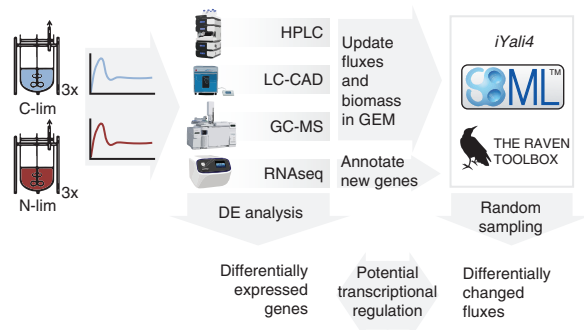 C-lim
3x
N-lim
3x
HPLC
LC-CAD
GC-MS
RNAseq
Update
fluxes
and
biomass
in GEM
Annotate
new genes
iYali4
SBML™
THE RAVEN
TOOLBOX
DE analysis
Random
sampling
Differentially
expressed
genes
Potential
transcriptional
regulation
Differentially
changed
fluxes